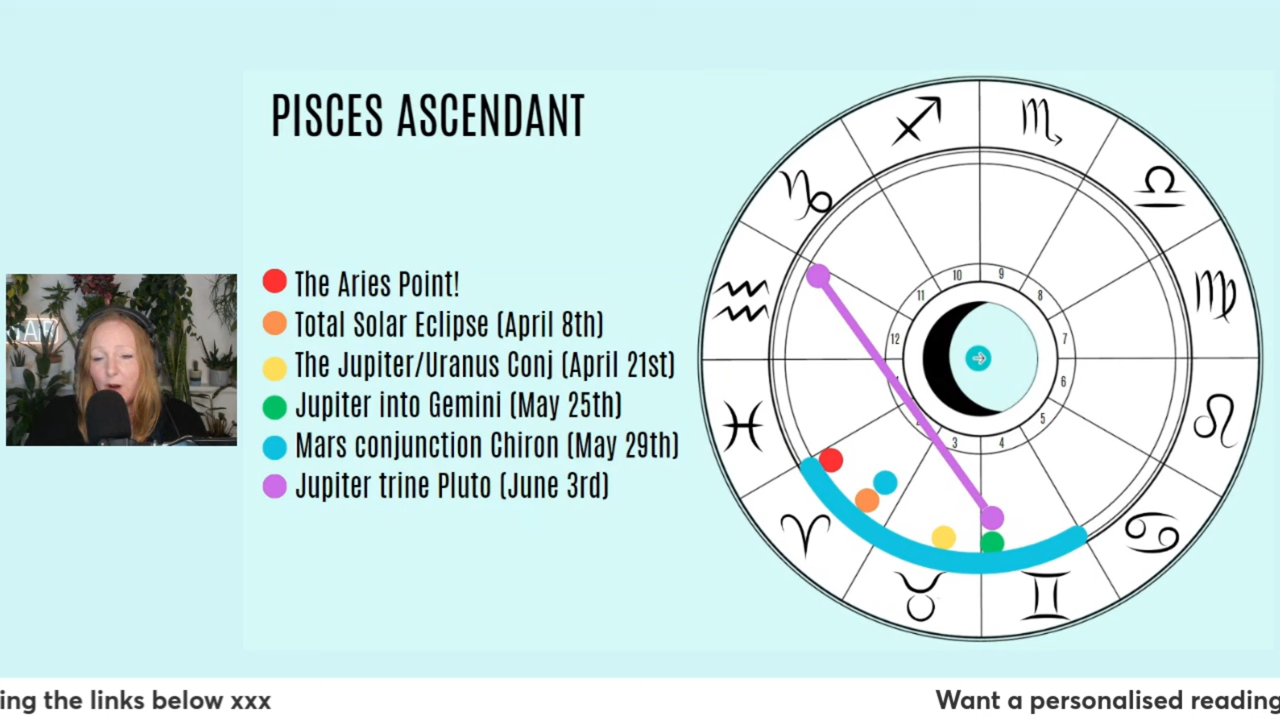 PISCES ASCENDANT
The Aries Point!
Total Solar Eclipse (April 8th)
The Jupiter/Uranus Conj (April 21st)
Jupiter into Gemini (May 25th)
Mars conjunction Chiron (May 29th)
Jupiter trine Pluto (June 3rd)
♐ ♏
♑ ♎
♒ ♍
♓ ♌
♈ ♋
♉ ♊
10 9
11 8
12 7
6
5
3 4
ing the links below xxx
Want a personalised reading